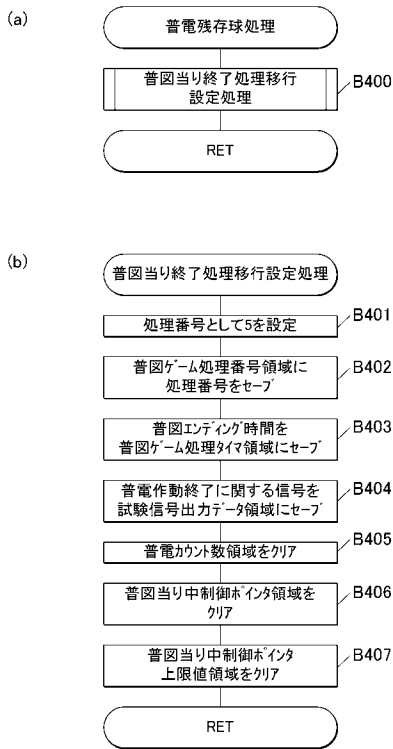 (a)
普電残存球処理
普図当り終了処理移行
設定処理
B400
RET
(b)
普図当り終了処理移行設定処理
処理番号として5を設定
B401
普図ｹﾞｰﾑ処理番号領域に
処理番号をｾｰﾌﾞ
B402
普図ｴﾝﾃﾞｨﾝｸﾞ時間を
普図ｹﾞｰﾑ処理ﾀｲﾏ領域にｾｰﾌﾞ
B403
普電作動終了に関する信号を
試験信号出力ﾃﾞｰﾀ領域にｾｰﾌﾞ
B404
普電ｶｳﾝﾄ数領域をｸﾘｱ
B405
普図当り中制御ﾎﾟｲﾝﾀ領域を
ｸﾘｱ
B406
普図当り中制御ﾎﾟｲﾝﾀ
上限値領域をｸﾘｱ
B407
RET